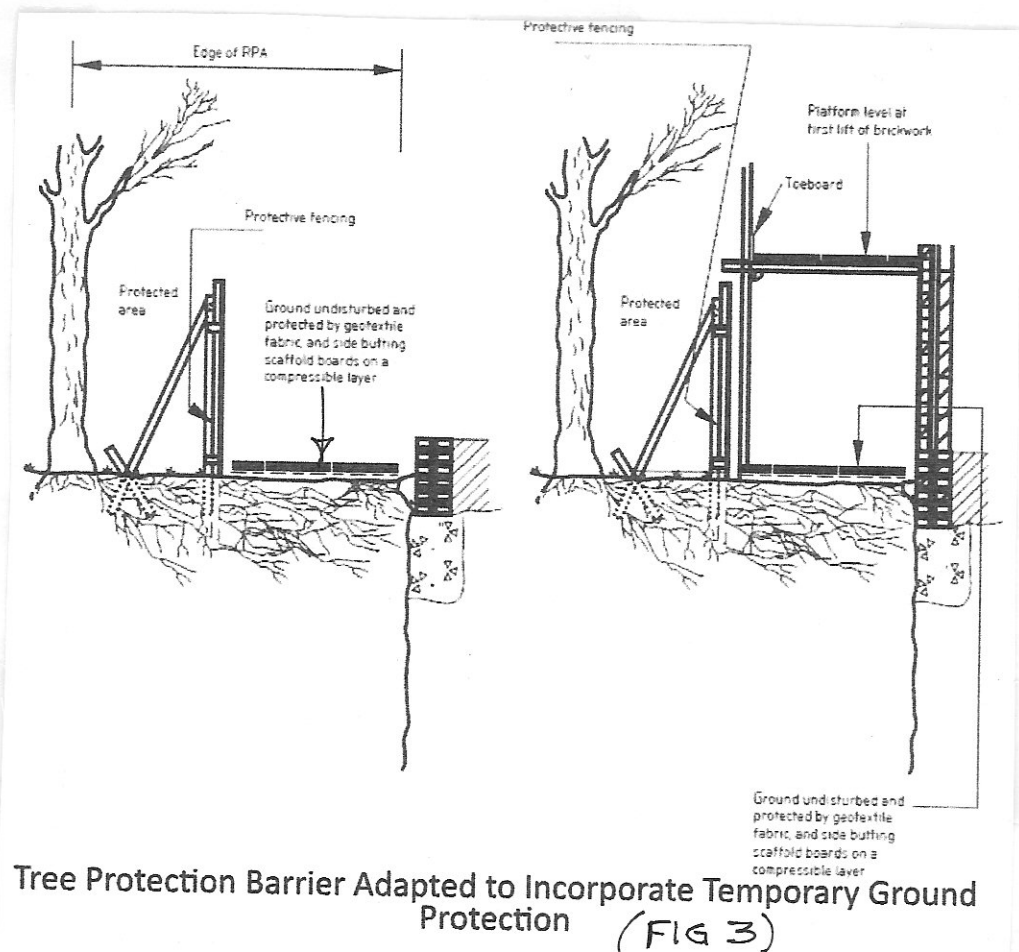 Edge of RPA
Protective fencing
Protected
area
Ground undisturbed and
protected by geotextile
fabric, and side butting
scaffold boards on a
compressible layer
Protective fencing
Platform level at
first lift of brickwork
Toeboard
Protected
area
Ground undisturbed and
protected by geotextile
fabric, and side butting
scaffold boards on a
compressible layer
Tree Protection Barrier Adapted to Incorporate Temporary Ground
Protection (FIG 3)